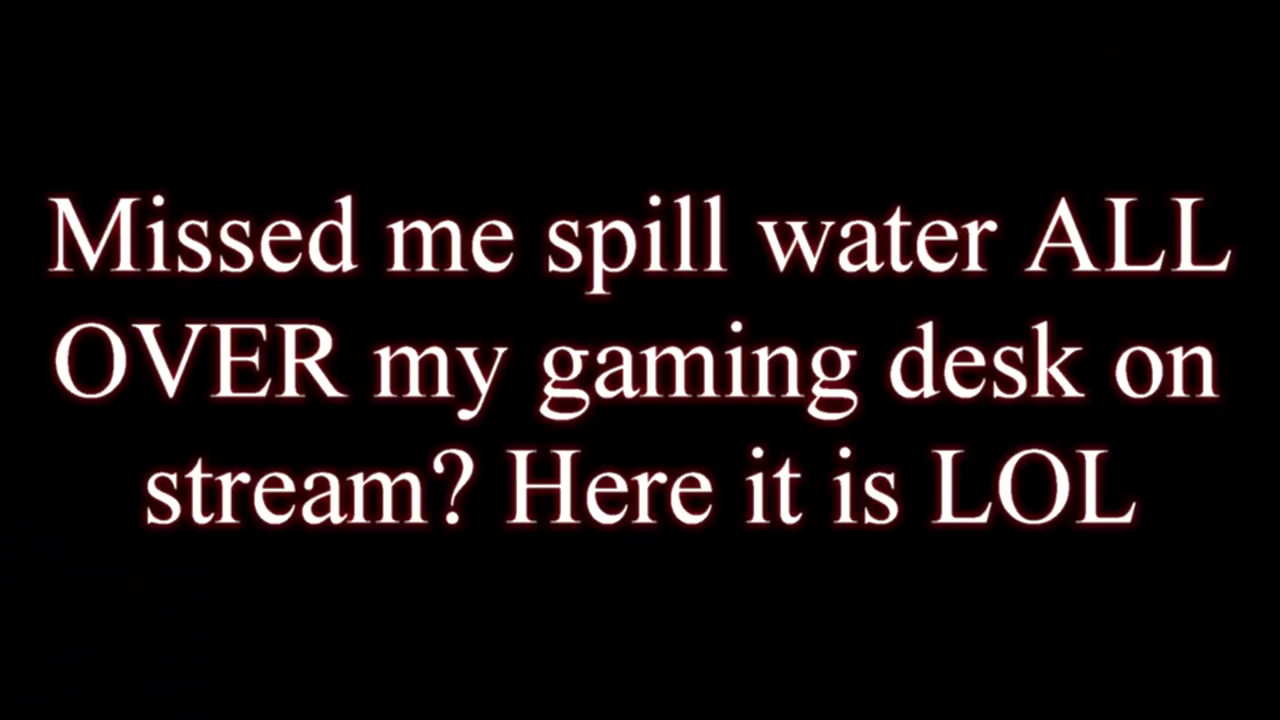 Missed me spill water ALL
OVER my gaming desk on
stream? Here it is LOL